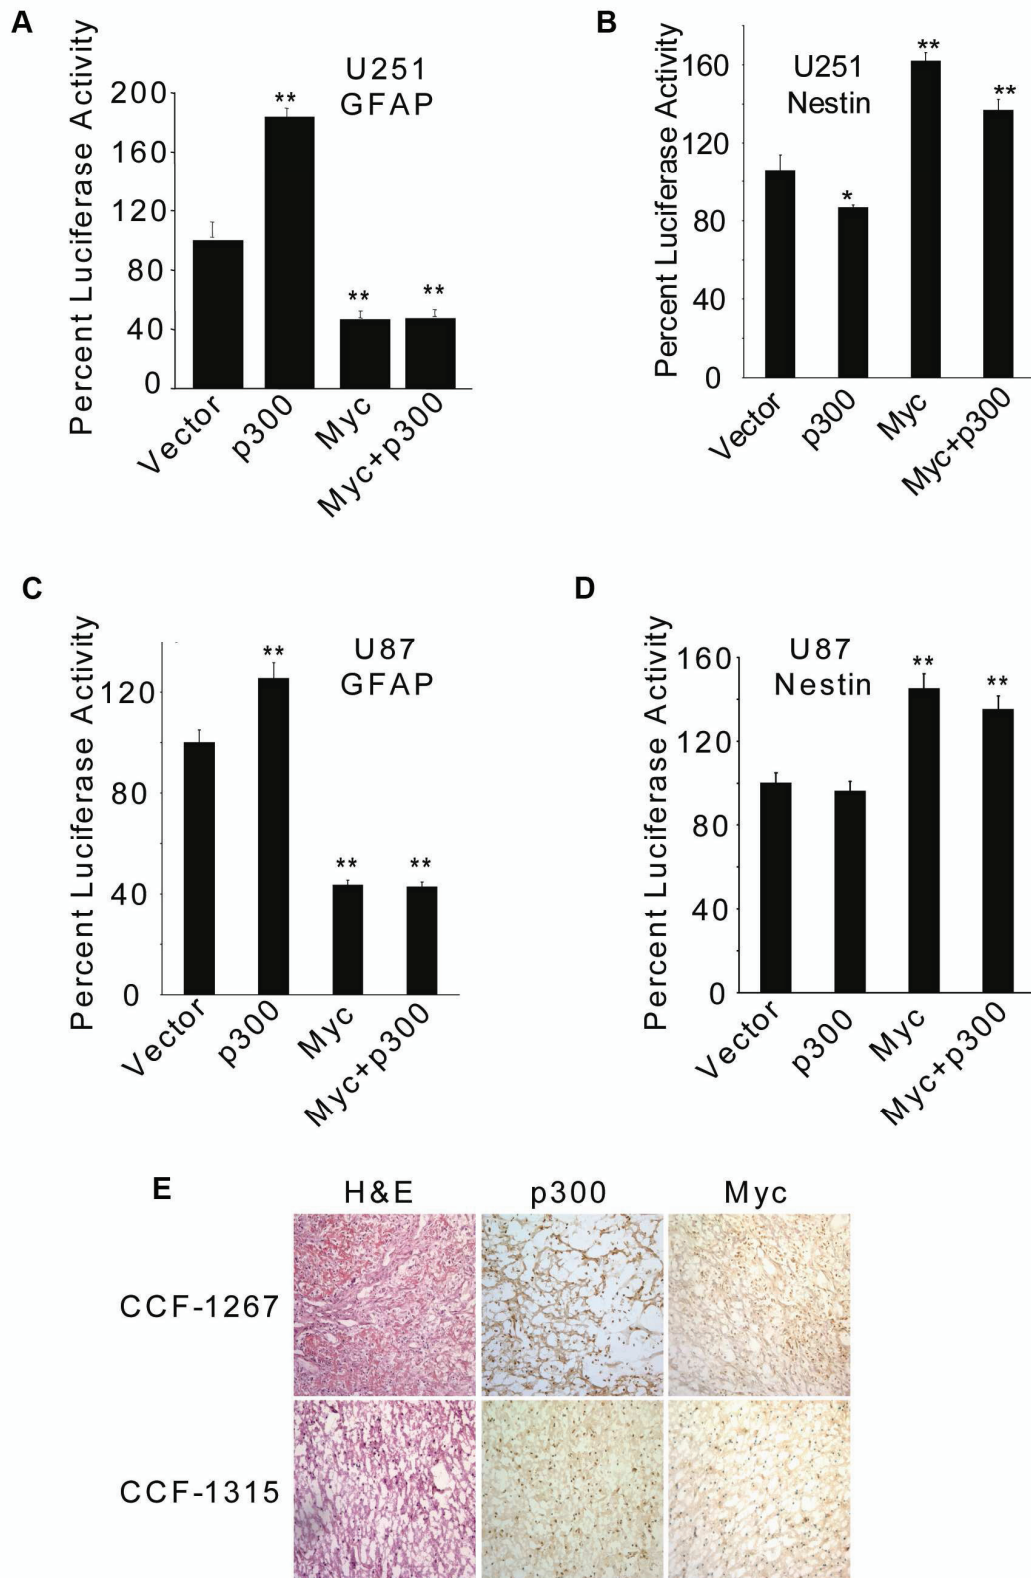 A
Percent Luciferase Activity
U251
GFAP
200
160
120
80
40
0
**
**
**
Vector
p300
Myc
Myc+p300
B
Percent Luciferase Activity
U251
Nestin
160
120
80
40
0
*
**
**
Vector
p300
Myc
Myc+p300
C
Percent Luciferase Activity
U87
GFAP
120
80
40
0
**
**
**
Vector
p300
Myc
Myc+p300
D
Percent Luciferase Activity
U87
Nestin
160
120
80
40
0
**
**
Vector
p300
Myc
Myc+p300
E
H&E
p300
Myc
CCF-1267
CCF-1315